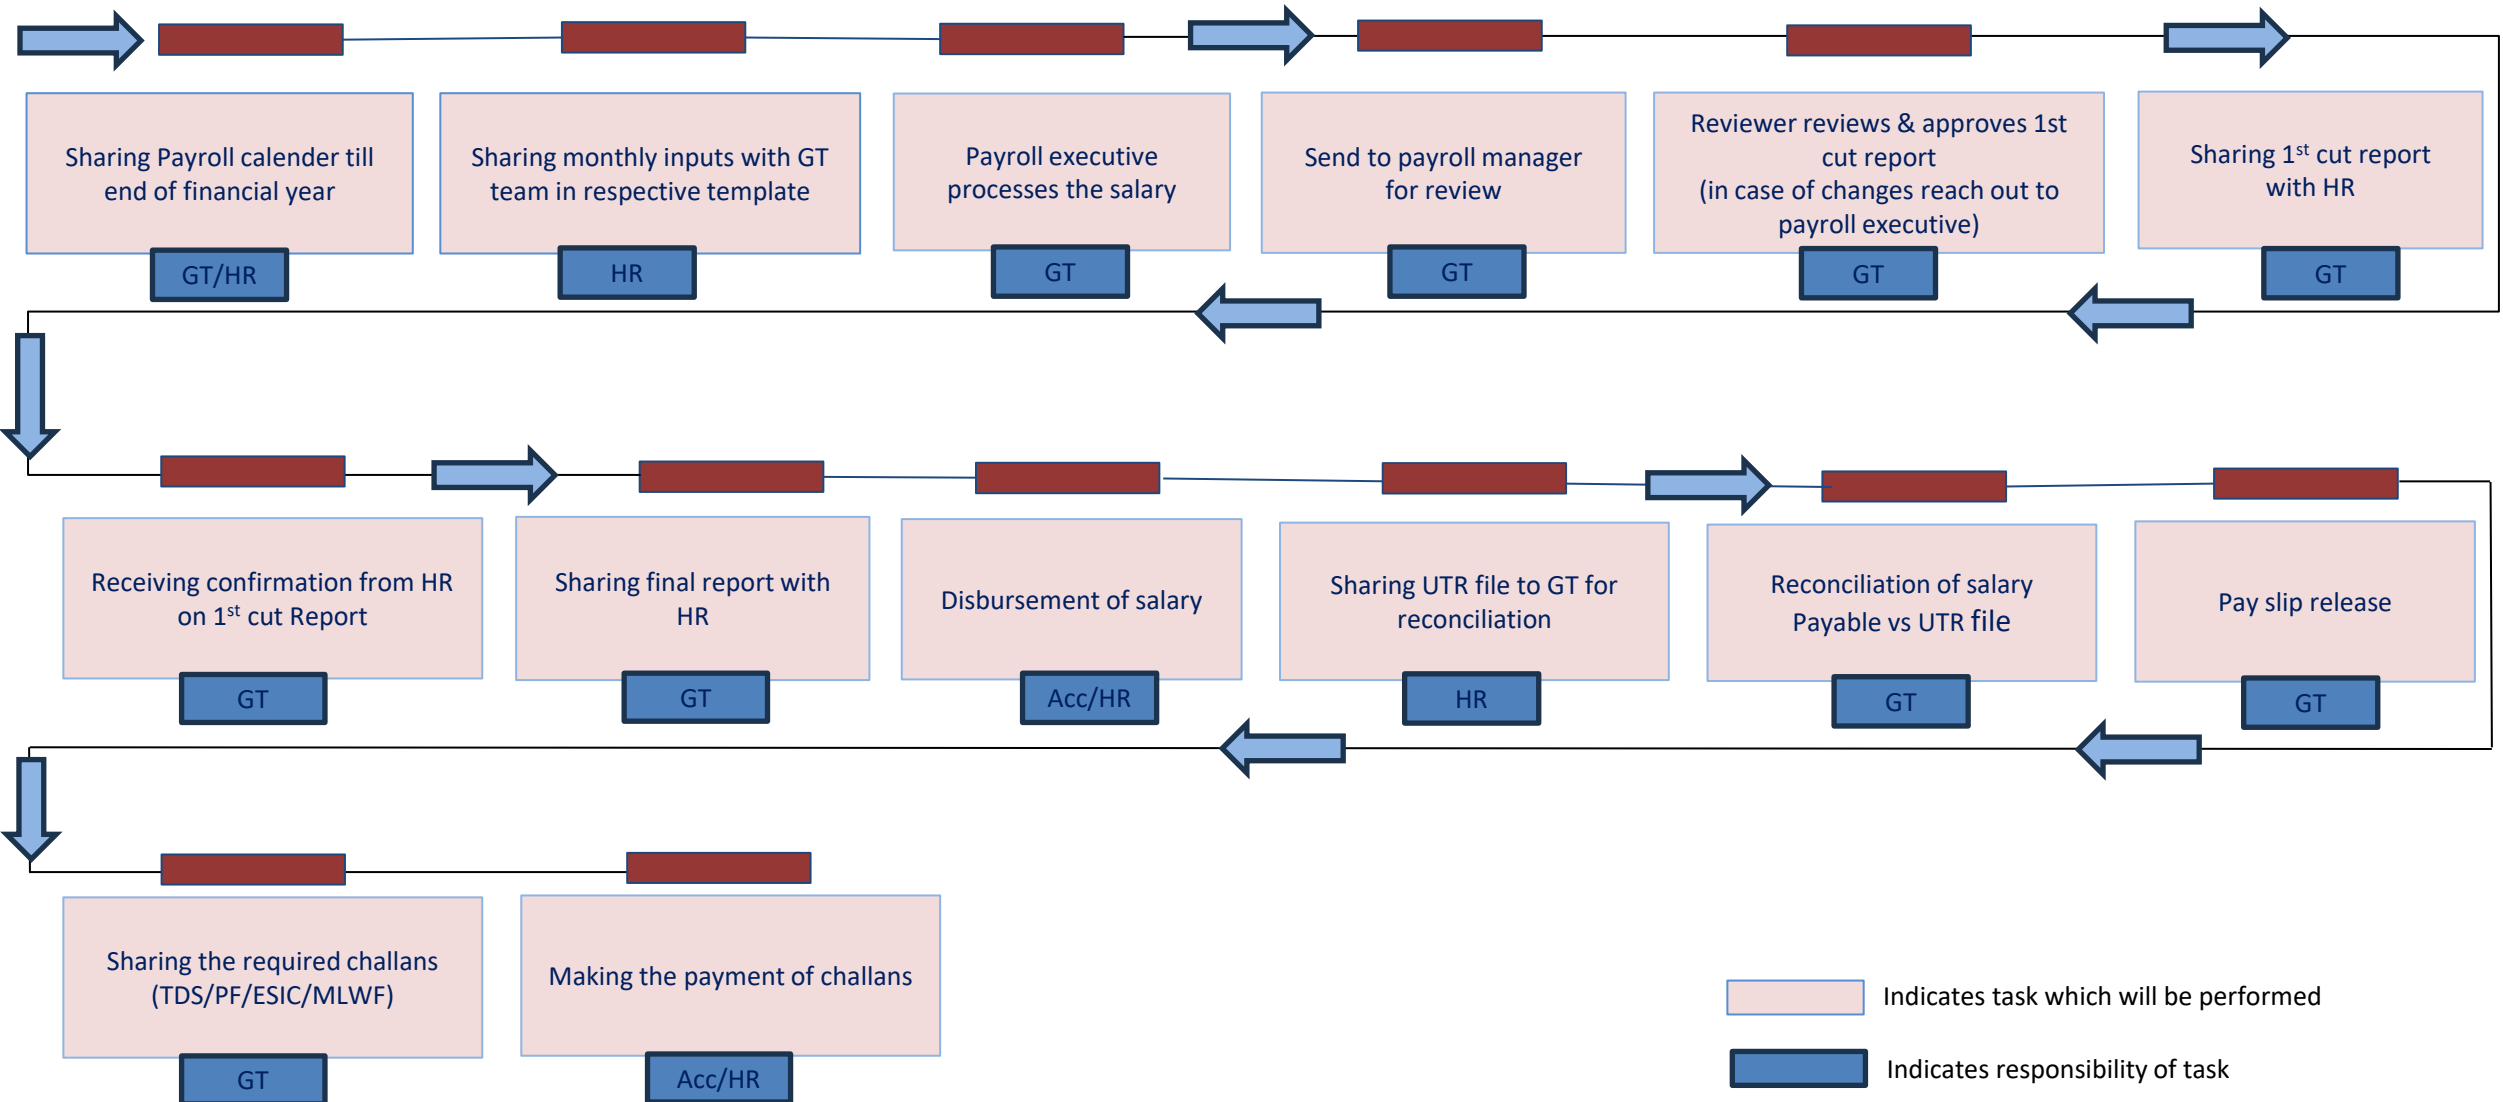 Sharing Payroll calender till
end of financial year
GT/HR
Sharing monthly inputs with GT
team in respective template
HR
Payroll executive
processes the salary
GT
Send to payroll manager
for review
GT
Reviewer reviews & approves 1st
cut report
(in case of changes reach out to
payroll executive)
GT
Sharing 1st cut report
with HR
GT
Receiving confirmation from HR
on 1st cut Report
GT
Sharing final report with
HR
GT
Disbursement of salary
Acc/HR
Sharing UTR file to GT for
reconciliation
HR
Reconciliation of salary
Payable vs UTR file
GT
Pay slip release
GT
Sharing the required challans
(TDS/PF/ESIC/MLWF)
GT
Making the payment of challans
Acc/HR
Indicates task which will be performed
Indicates responsibility of task